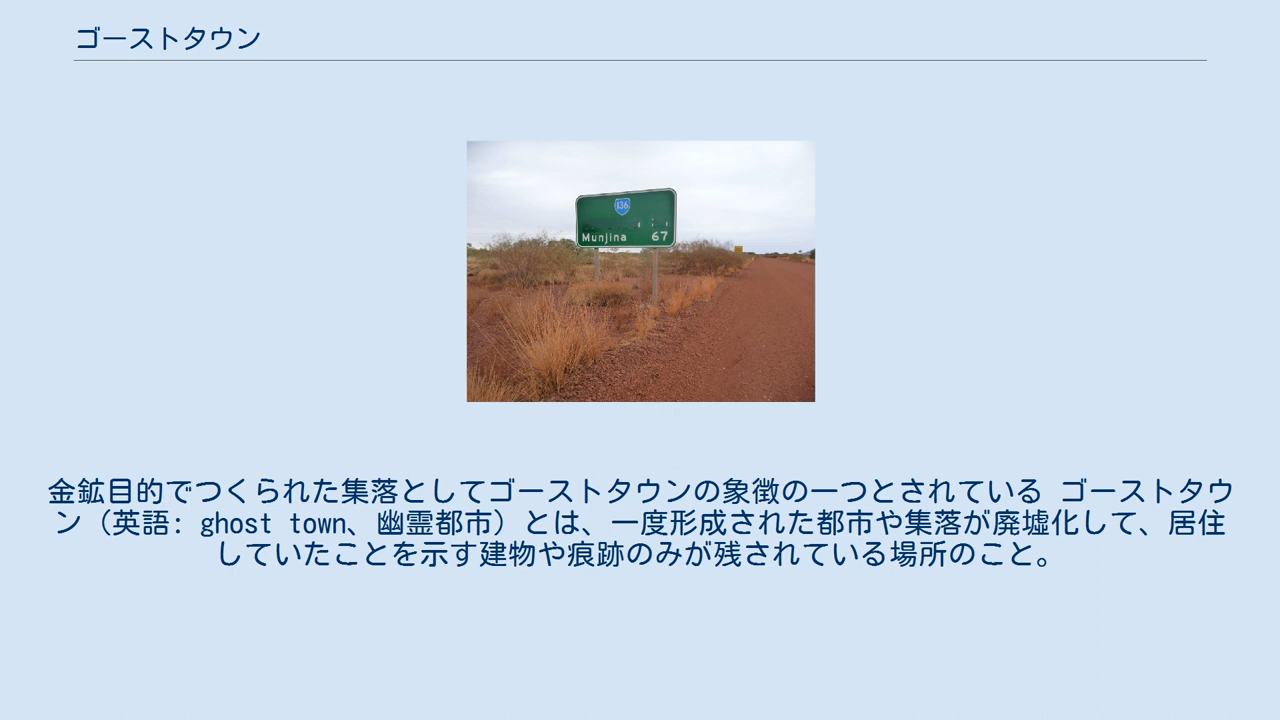 ゴーストタウン
136
Munjina 67
金鉱目的でつくられた集落としてゴーストタウンの象徴の一つとされている ゴーストタウ
ン（英語: ghost town、幽霊都市）とは、一度形成された都市や集落が廃墟化して、居住
していたことを示す建物や痕跡のみが残されている場所のこと。